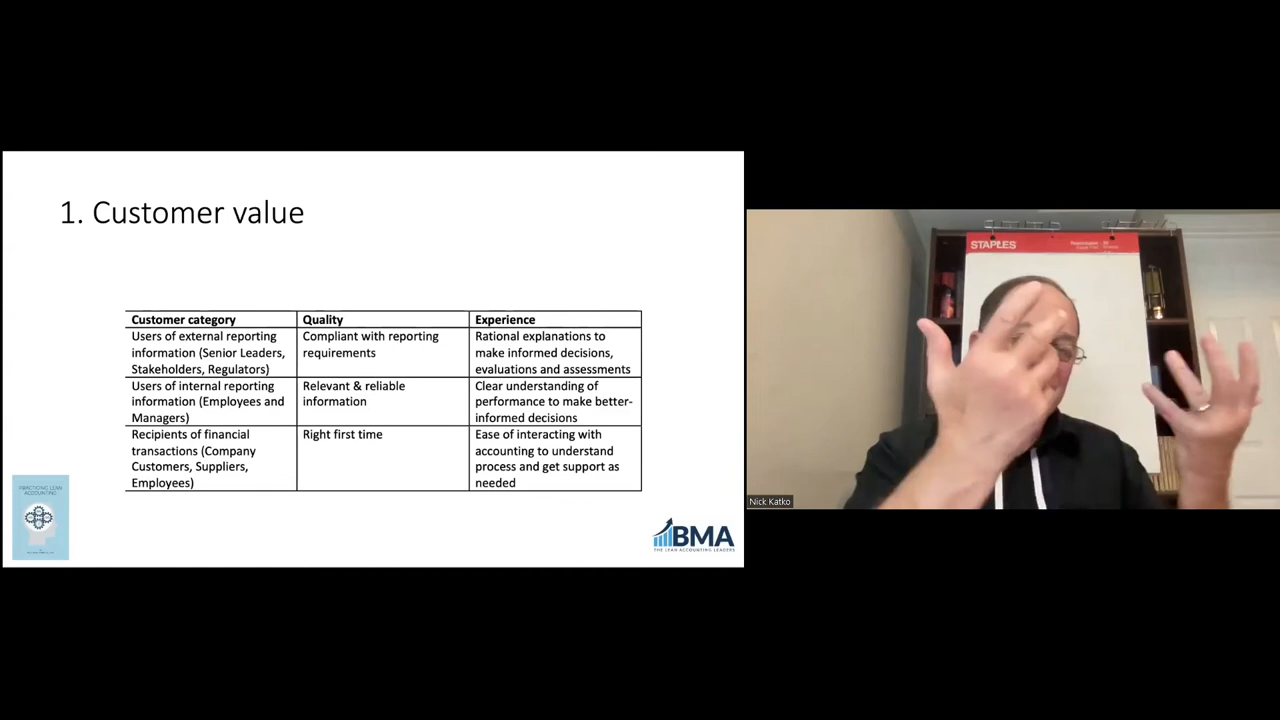 1. Customer value
Customer category
Quality
Experience
Users of external reporting
information (Senior Leaders,
Stakeholders, Regulators)
Compliant with reporting
requirements
Rational explanations to
make informed decisions,
evaluations and assessments
Users of internal reporting
information (Employees and
Managers)
Relevant & reliable
information
Clear understanding of
performance to make better-
informed decisions
Recipients of financial
transactions (Company
Customers, Suppliers,
Employees)
Right first time
Ease of interacting with
accounting to understand
process and get support as
needed
PRACTICING LEAN
ACCOUNTING
BMA
THE LEAN ACCOUNTING LEADERS
STAPLES
Nick Katko